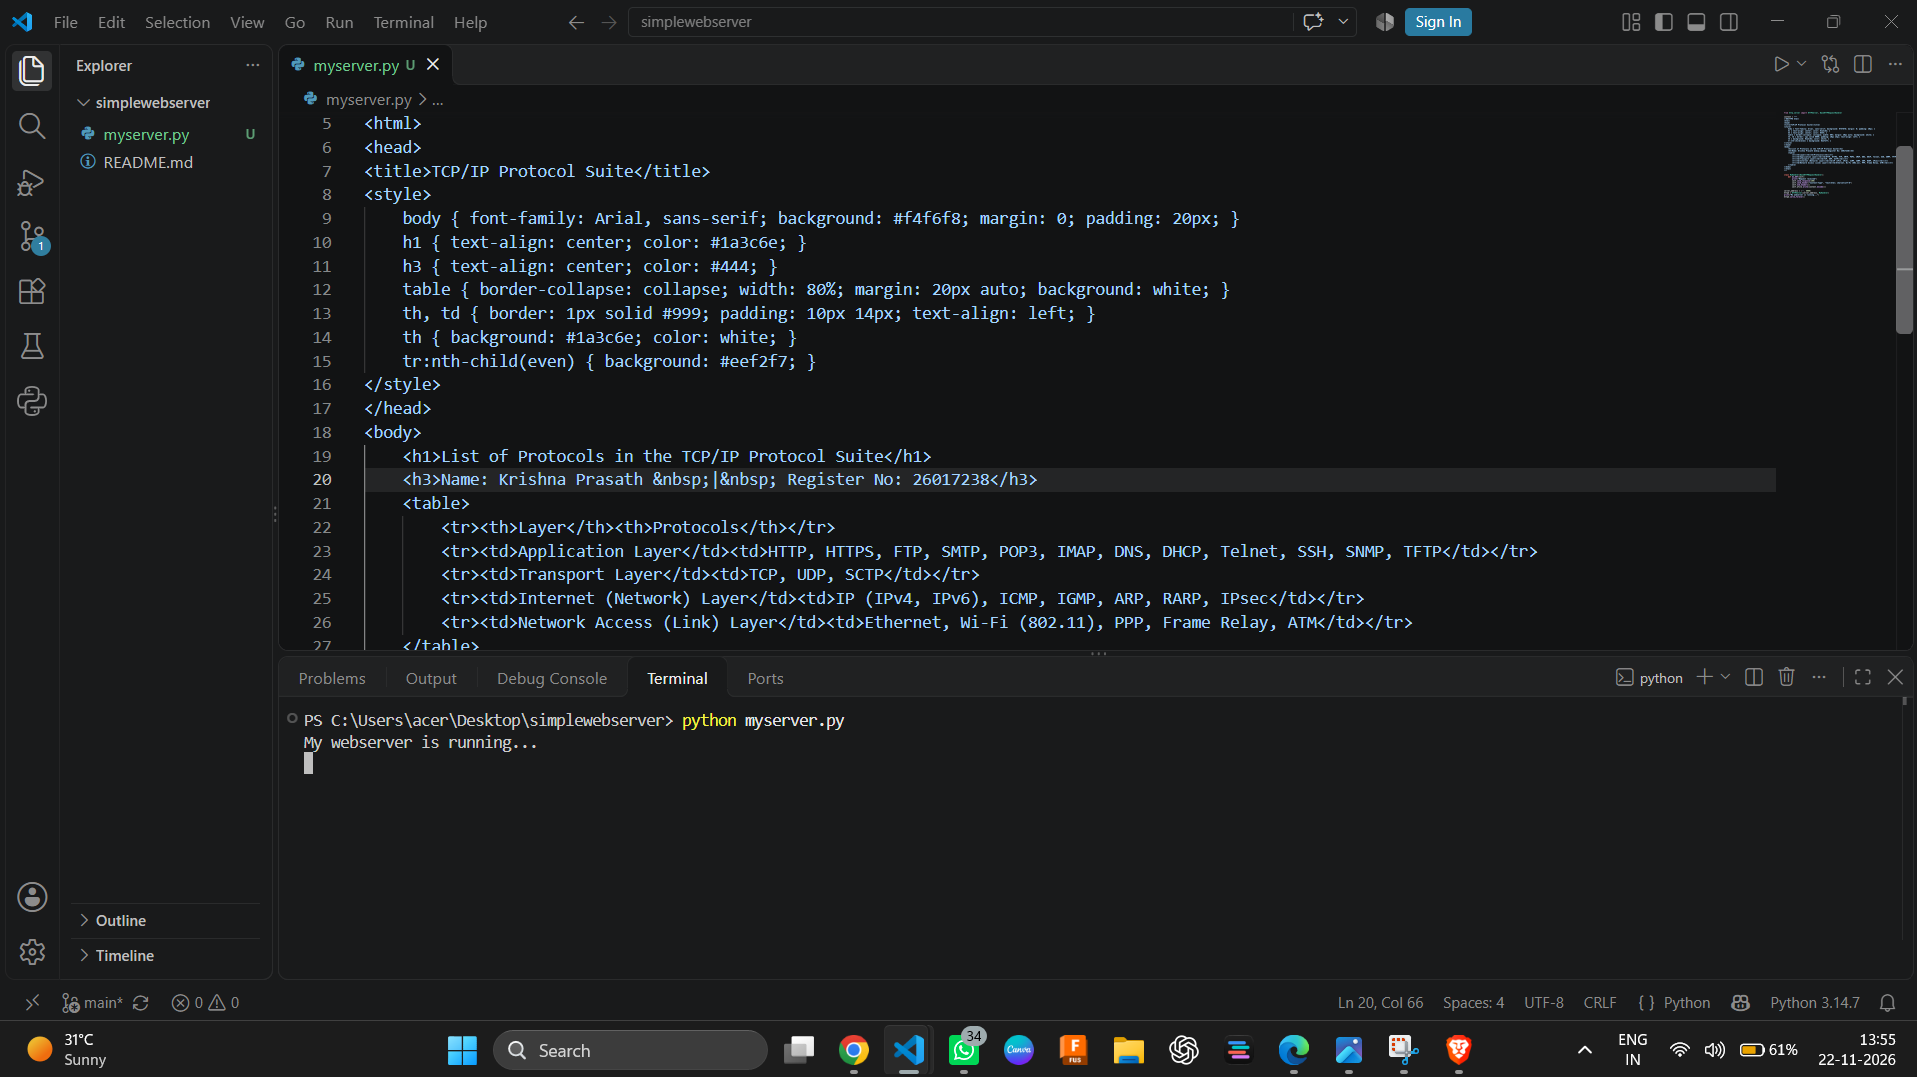 File Edit Selection View Go Run Terminal Help
simplewebserver
Sign In
Explorer
simplewebserver
myserver.py U
README.md
myserver.py U
myserver.py > ...
5 <html>
6 <head>
7 <title>TCP/IP Protocol Suite</title>
8 <style>
9 body { font-family: Arial, sans-serif; background: #f4f6f8; margin: 0; padding: 20px; }
10 h1 { text-align: center; color: #1a3c6e; }
11 h3 { text-align: center; color: #444; }
12 table { border-collapse: collapse; width: 80%; margin: 20px auto; background: white; }
13 th, td { border: 1px solid #999; padding: 10px 14px; text-align: left; }
14 th { background: #1a3c6e; color: white; }
15 tr:nth-child(even) { background: #eef2f7; }
16 </style>
17 </head>
18 <body>
19 <h1>List of Protocols in the TCP/IP Protocol Suite</h1>
20 <h3>Name: Krishna Prasath &nbsp;|&nbsp; Register No: 26017238</h3>
21 <table>
22 <tr><th>Layer</th><th>Protocols</th></tr>
23 <tr><td>Application Layer</td><td>HTTP, HTTPS, FTP, SMTP, POP3, IMAP, DNS, DHCP, Telnet, SSH, SNMP, TFTP</td></tr>
24 <tr><td>Transport Layer</td><td>TCP, UDP, SCTP</td></tr>
25 <tr><td>Internet (Network) Layer</td><td>IP (IPv4, IPv6), ICMP, IGMP, ARP, RARP, IPsec</td></tr>
26 <tr><td>Network Access (Link) Layer</td><td>Ethernet, Wi-Fi (802.11), PPP, Frame Relay, ATM</td></tr>
27 </table>
1
Problems Output Debug Console Terminal Ports
python
PS C:\Users\acer\Desktop\simplewebserver> python myserver.py
My webserver is running...
Outline
Timeline
main* 0 0
Ln 20, Col 66 Spaces: 4 UTF-8 CRLF { } Python Python 3.14.7
31°C
Sunny
Search
34
Canva
F
FUS
ENG
IN
61%
13:55
22-11-2026